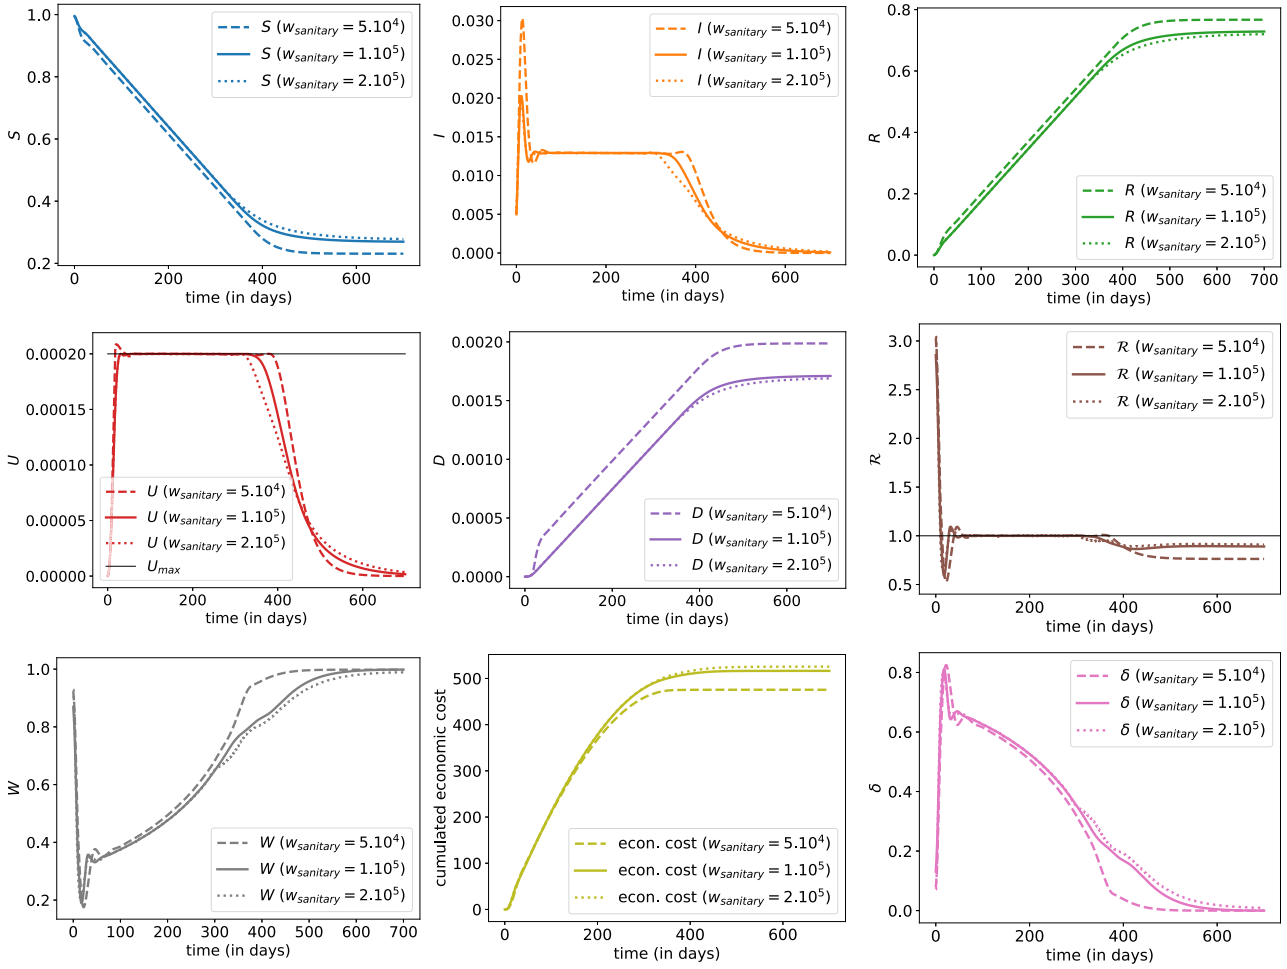 S (w_sanitary = 5.10^4)
S (w_sanitary = 1.10^5)
S (w_sanitary = 2.10^5)
1.0
0.8
0.6
0.4
0.2
S
0 200 400 600
time (in days)
I (w_sanitary = 5.10^4)
I (w_sanitary = 1.10^5)
I (w_sanitary = 2.10^5)
0.030
0.025
0.020
0.015
0.010
0.005
0.000
I
0 200 400 600
time (in days)
0.8
0.6
0.4
0.2
0.0
R
R (w_sanitary = 5.10^4)
R (w_sanitary = 1.10^5)
R (w_sanitary = 2.10^5)
0 100 200 300 400 500 600 700
time (in days)
0.00020
0.00015
0.00010
0.00005
0.00000
U
U (w_sanitary = 5.10^4)
U (w_sanitary = 1.10^5)
U (w_sanitary = 2.10^5)
U_max
0 200 400 600
time (in days)
0.0020
0.0015
0.0010
0.0005
0.0000
D
D (w_sanitary = 5.10^4)
D (w_sanitary = 1.10^5)
D (w_sanitary = 2.10^5)
0 200 400 600
time (in days)
3.0
2.5
2.0
1.5
1.0
0.5
ℛ
ℛ (w_sanitary = 5.10^4)
ℛ (w_sanitary = 1.10^5)
ℛ (w_sanitary = 2.10^5)
0 200 400 600
time (in days)
1.0
0.8
0.6
0.4
0.2
W
W (w_sanitary = 5.10^4)
W (w_sanitary = 1.10^5)
W (w_sanitary = 2.10^5)
0 100 200 300 400 500 600 700
time (in days)
500
400
300
200
100
0
cumulated economic cost
econ. cost (w_sanitary = 5.10^4)
econ. cost (w_sanitary = 1.10^5)
econ. cost (w_sanitary = 2.10^5)
0 200 400 600
time (in days)
0.8
0.6
0.4
0.2
0.0
δ
δ (w_sanitary = 5.10^4)
δ (w_sanitary = 1.10^5)
δ (w_sanitary = 2.10^5)
0 200 400 600
time (in days)